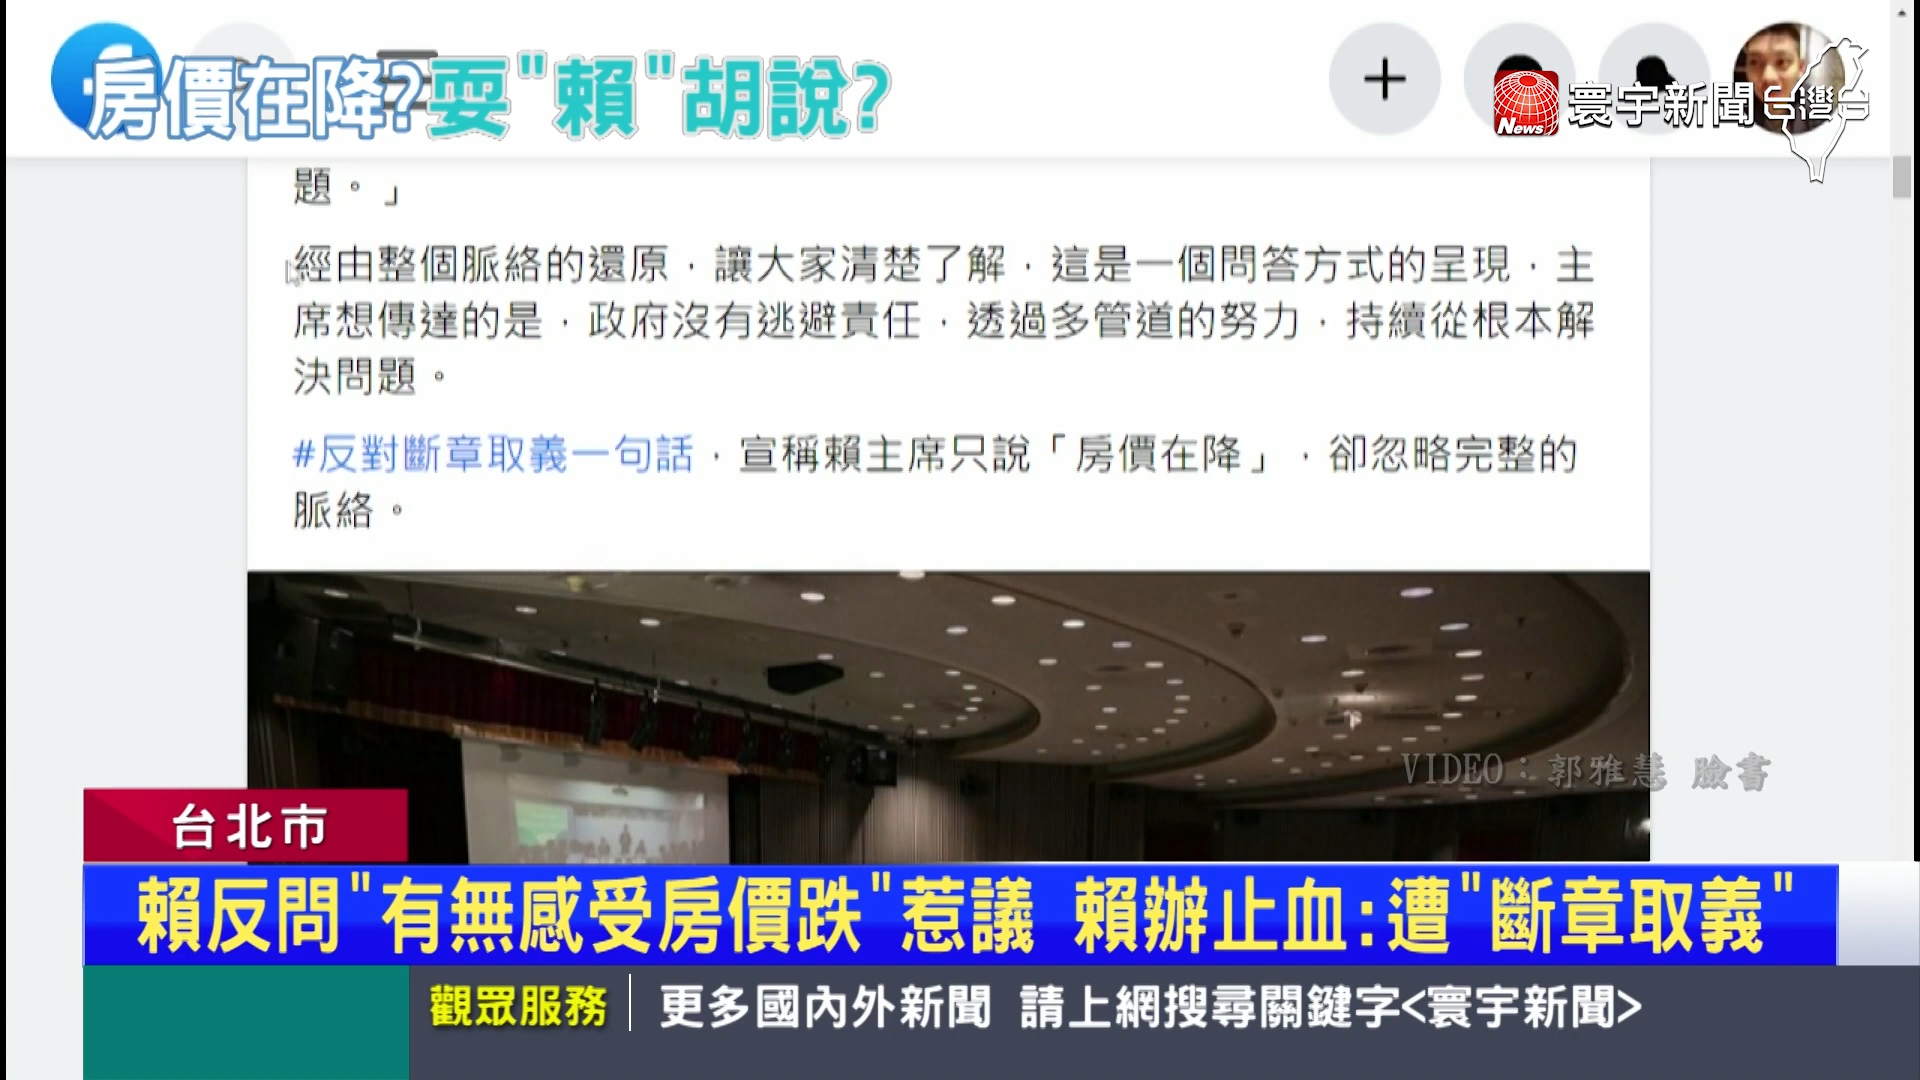 房價在降?耍"賴"胡說?
News 寰宇新聞 台灣台
題。」
經由整個脈絡的還原，讓大家清楚了解，這是一個問答方式的呈現，主
席想傳達的是，政府沒有逃避責任，透過多管道的努力，持續從根本解
決問題。
#反對斷章取義一句話，宣稱賴主席只說「房價在降」，卻忽略完整的
脈絡。
VIDEO：郭雅慧 臉書
台北市
賴反問"有無感受房價跌"惹議 賴辦止血:遭"斷章取義"
觀眾服務 更多國內外新聞 請上網搜尋關鍵字<寰宇新聞>